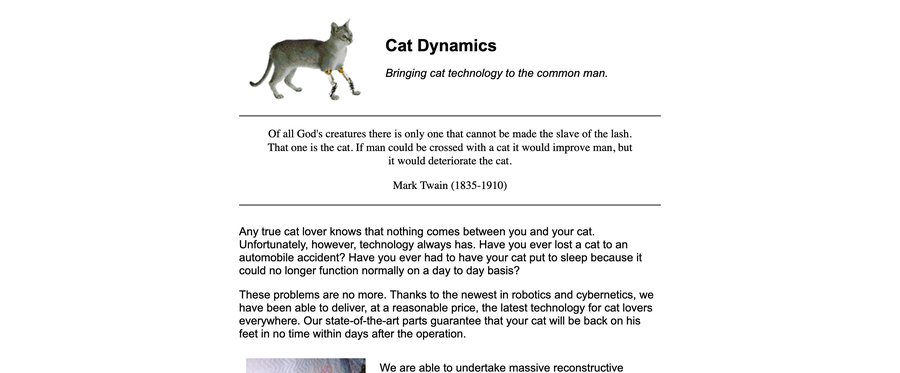 Cat Dynamics
Bringing cat technology to the common man.
Of all God's creatures there is only one that cannot be made the slave of the lash.
That one is the cat. If man could be crossed with a cat it would improve man, but
it would deteriorate the cat.
Mark Twain (1835-1910)
Any true cat lover knows that nothing comes between you and your cat.
Unfortunately, however, technology always has. Have you ever lost a cat to an
automobile accident? Have you ever had to have your cat put to sleep because it
could no longer function normally on a day to day basis?
These problems are no more. Thanks to the newest in robotics and cybernetics, we
have been able to deliver, at a reasonable price, the latest technology for cat lovers
everywhere. Our state-of-the-art parts guarantee that your cat will be back on his
feet in no time within days after the operation.
We are able to undertake massive reconstructive